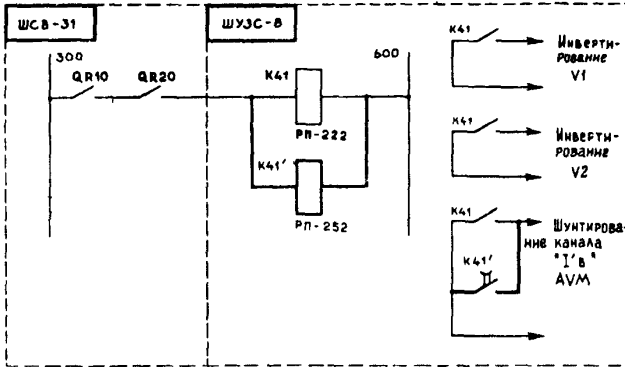 ШСВ-31
ШУЗС-8
300
QR10
QR20
K41
РП-222
K41'
РП-252
600
K41
Инверти-
рование
V1
K41
Инверти-
рование
V2
K41
K41'
Шунтирова-
ние канала
"I'в"
AVM